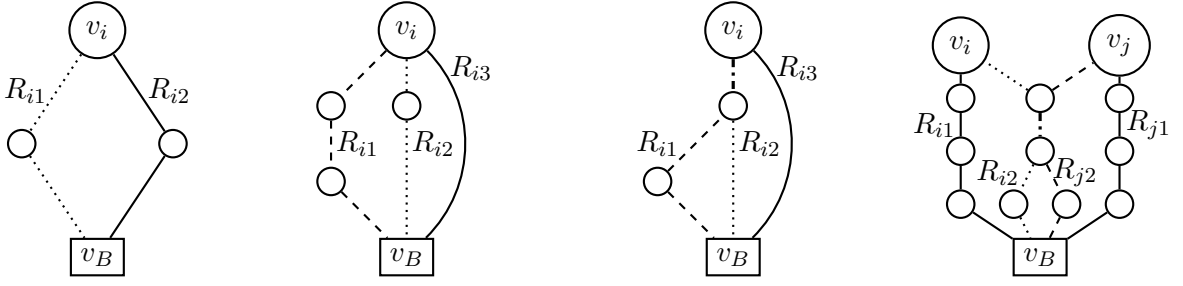 v_i
R_{i1}
R_{i2}
v_B
v_i
R_{i3}
R_{i1}
R_{i2}
v_B
v_i
R_{i3}
R_{i1}
R_{i2}
v_B
v_i
v_j
R_{i1}
R_{j1}
R_{i2}
R_{j2}
v_B